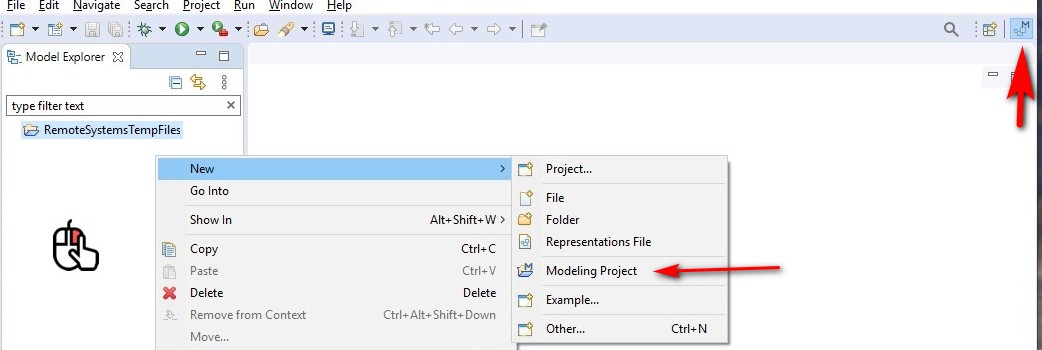 File Edit Navigate Search Project Run Window Help
Model Explorer
type filter text
RemoteSystemsTempFiles
New
Go Into
Show In Alt+Shift+W
Copy Ctrl+C
Paste Ctrl+V
Delete Delete
Remove from Context Ctrl+Alt+Shift+Down
Move...
Project...
File
Folder
Representations File
Modeling Project
Example...
Other... Ctrl+N